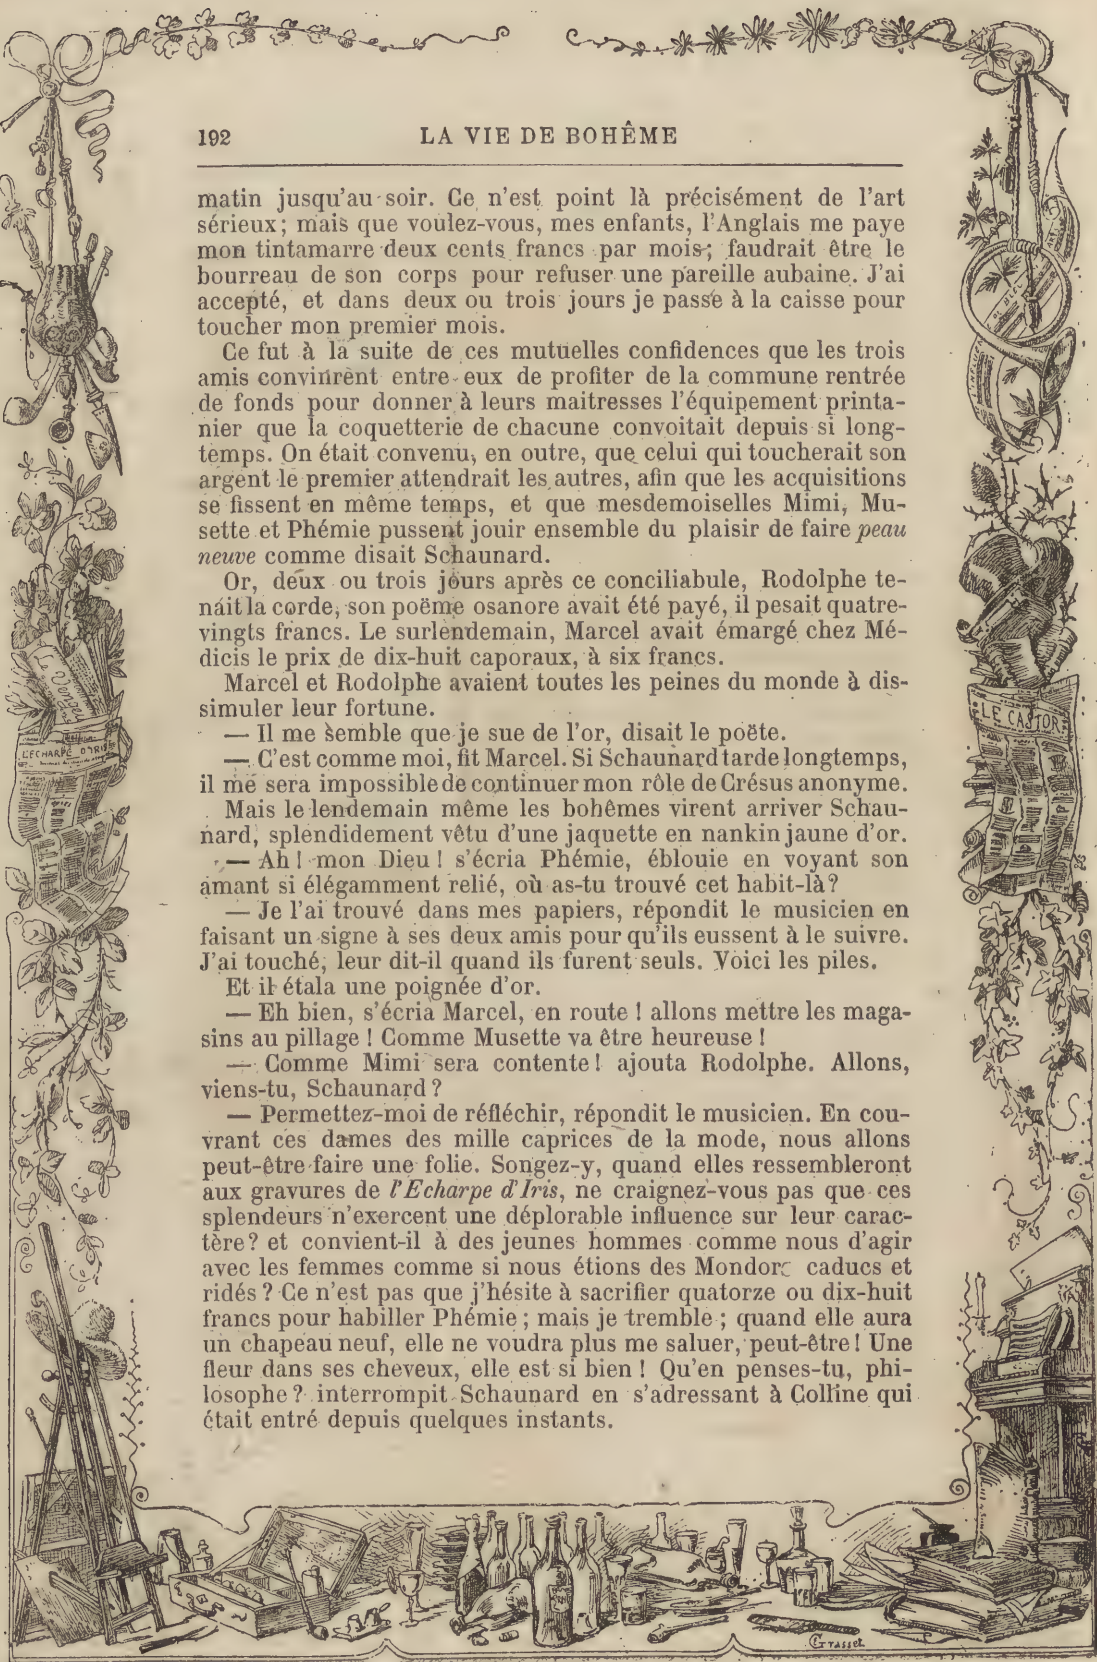 192 LA VIE DE BOHÊME
matin jusqu'au soir. Ce n'est point là précisément de l'art
sérieux ; mais que voulez-vous, mes enfants, l'Anglais me paye
mon tintamarre deux cents francs par mois ; faudrait être le
bourreau de son corps pour refuser une pareille aubaine. J'ai
accepté, et dans deux ou trois jours je passe à la caisse pour
toucher mon premier mois.
Ce fut à la suite de ces mutuelles confidences que les trois
amis convinrent entre eux de profiter de la commune rentrée
de fonds pour donner à leurs maitresses l'équipement printa-
nier que la coquetterie de chacune convoitait depuis si long-
temps. On était convenu, en outre, que celui qui toucherait son
argent le premier attendrait les autres, afin que les acquisitions
se fissent en même temps, et que mesdemoiselles Mimi, Mu-
sette et Phémie pussent jouir ensemble du plaisir de faire peau
neuve comme disait Schaunard.
Or, deux ou trois jours après ce conciliabule, Rodolphe te-
nait la corde, son poëme osanore avait été payé, il pesait quatre-
vingts francs. Le surlendemain, Marcel avait émargé chez Mé-
dicis le prix de dix-huit caporaux, à six francs.
Marcel et Rodolphe avaient toutes les peines du monde à dis-
simuler leur fortune.
— Il me semble que je sue de l'or, disait le poëte.
— C'est comme moi, fit Marcel. Si Schaunard tarde longtemps,
il me sera impossible de continuer mon rôle de Crésus anonyme.
Mais le lendemain même les bohêmes virent arriver Schau-
nard, splendidement vêtu d'une jaquette en nankin jaune d'or.
— Ah ! mon Dieu ! s'écria Phémie, éblouie en voyant son
amant si élégamment relié, où as-tu trouvé cet habit-là ?
— Je l'ai trouvé dans mes papiers, répondit le musicien en
faisant un signe à ses deux amis pour qu'ils eussent à le suivre.
J'ai touché, leur dit-il quand ils furent seuls. Voici les piles.
Et il étala une poignée d'or.
— Eh bien, s'écria Marcel, en route ! allons mettre les maga-
sins au pillage ! Comme Musette va être heureuse !
— Comme Mimi sera contente ! ajouta Rodolphe. Allons,
viens-tu, Schaunard ?
— Permettez-moi de réfléchir, répondit le musicien. En cou-
vrant ces dames des mille caprices de la mode, nous allons
peut-être faire une folie. Songez-y, quand elles ressembleront
aux gravures de l'Echarpe d'Iris, ne craignez-vous pas que ces
splendeurs n'exercent une déplorable influence sur leur carac-
tère ? et convient-il à des jeunes hommes comme nous d'agir
avec les femmes comme si nous étions des Mondors caducs et
ridés ? Ce n'est pas que j'hésite à sacrifier quatorze ou dix-huit
francs pour habiller Phémie ; mais je tremble ; quand elle aura
un chapeau neuf, elle ne voudra plus me saluer, peut-être ! Une
fleur dans ses cheveux, elle est si bien ! Qu'en penses-tu, phi-
losophe ? interrompit Schaunard en s'adressant à Colline qui
était entré depuis quelques instants.
L'ECHARPE D'IRIS
LE CASTOR
Grasset